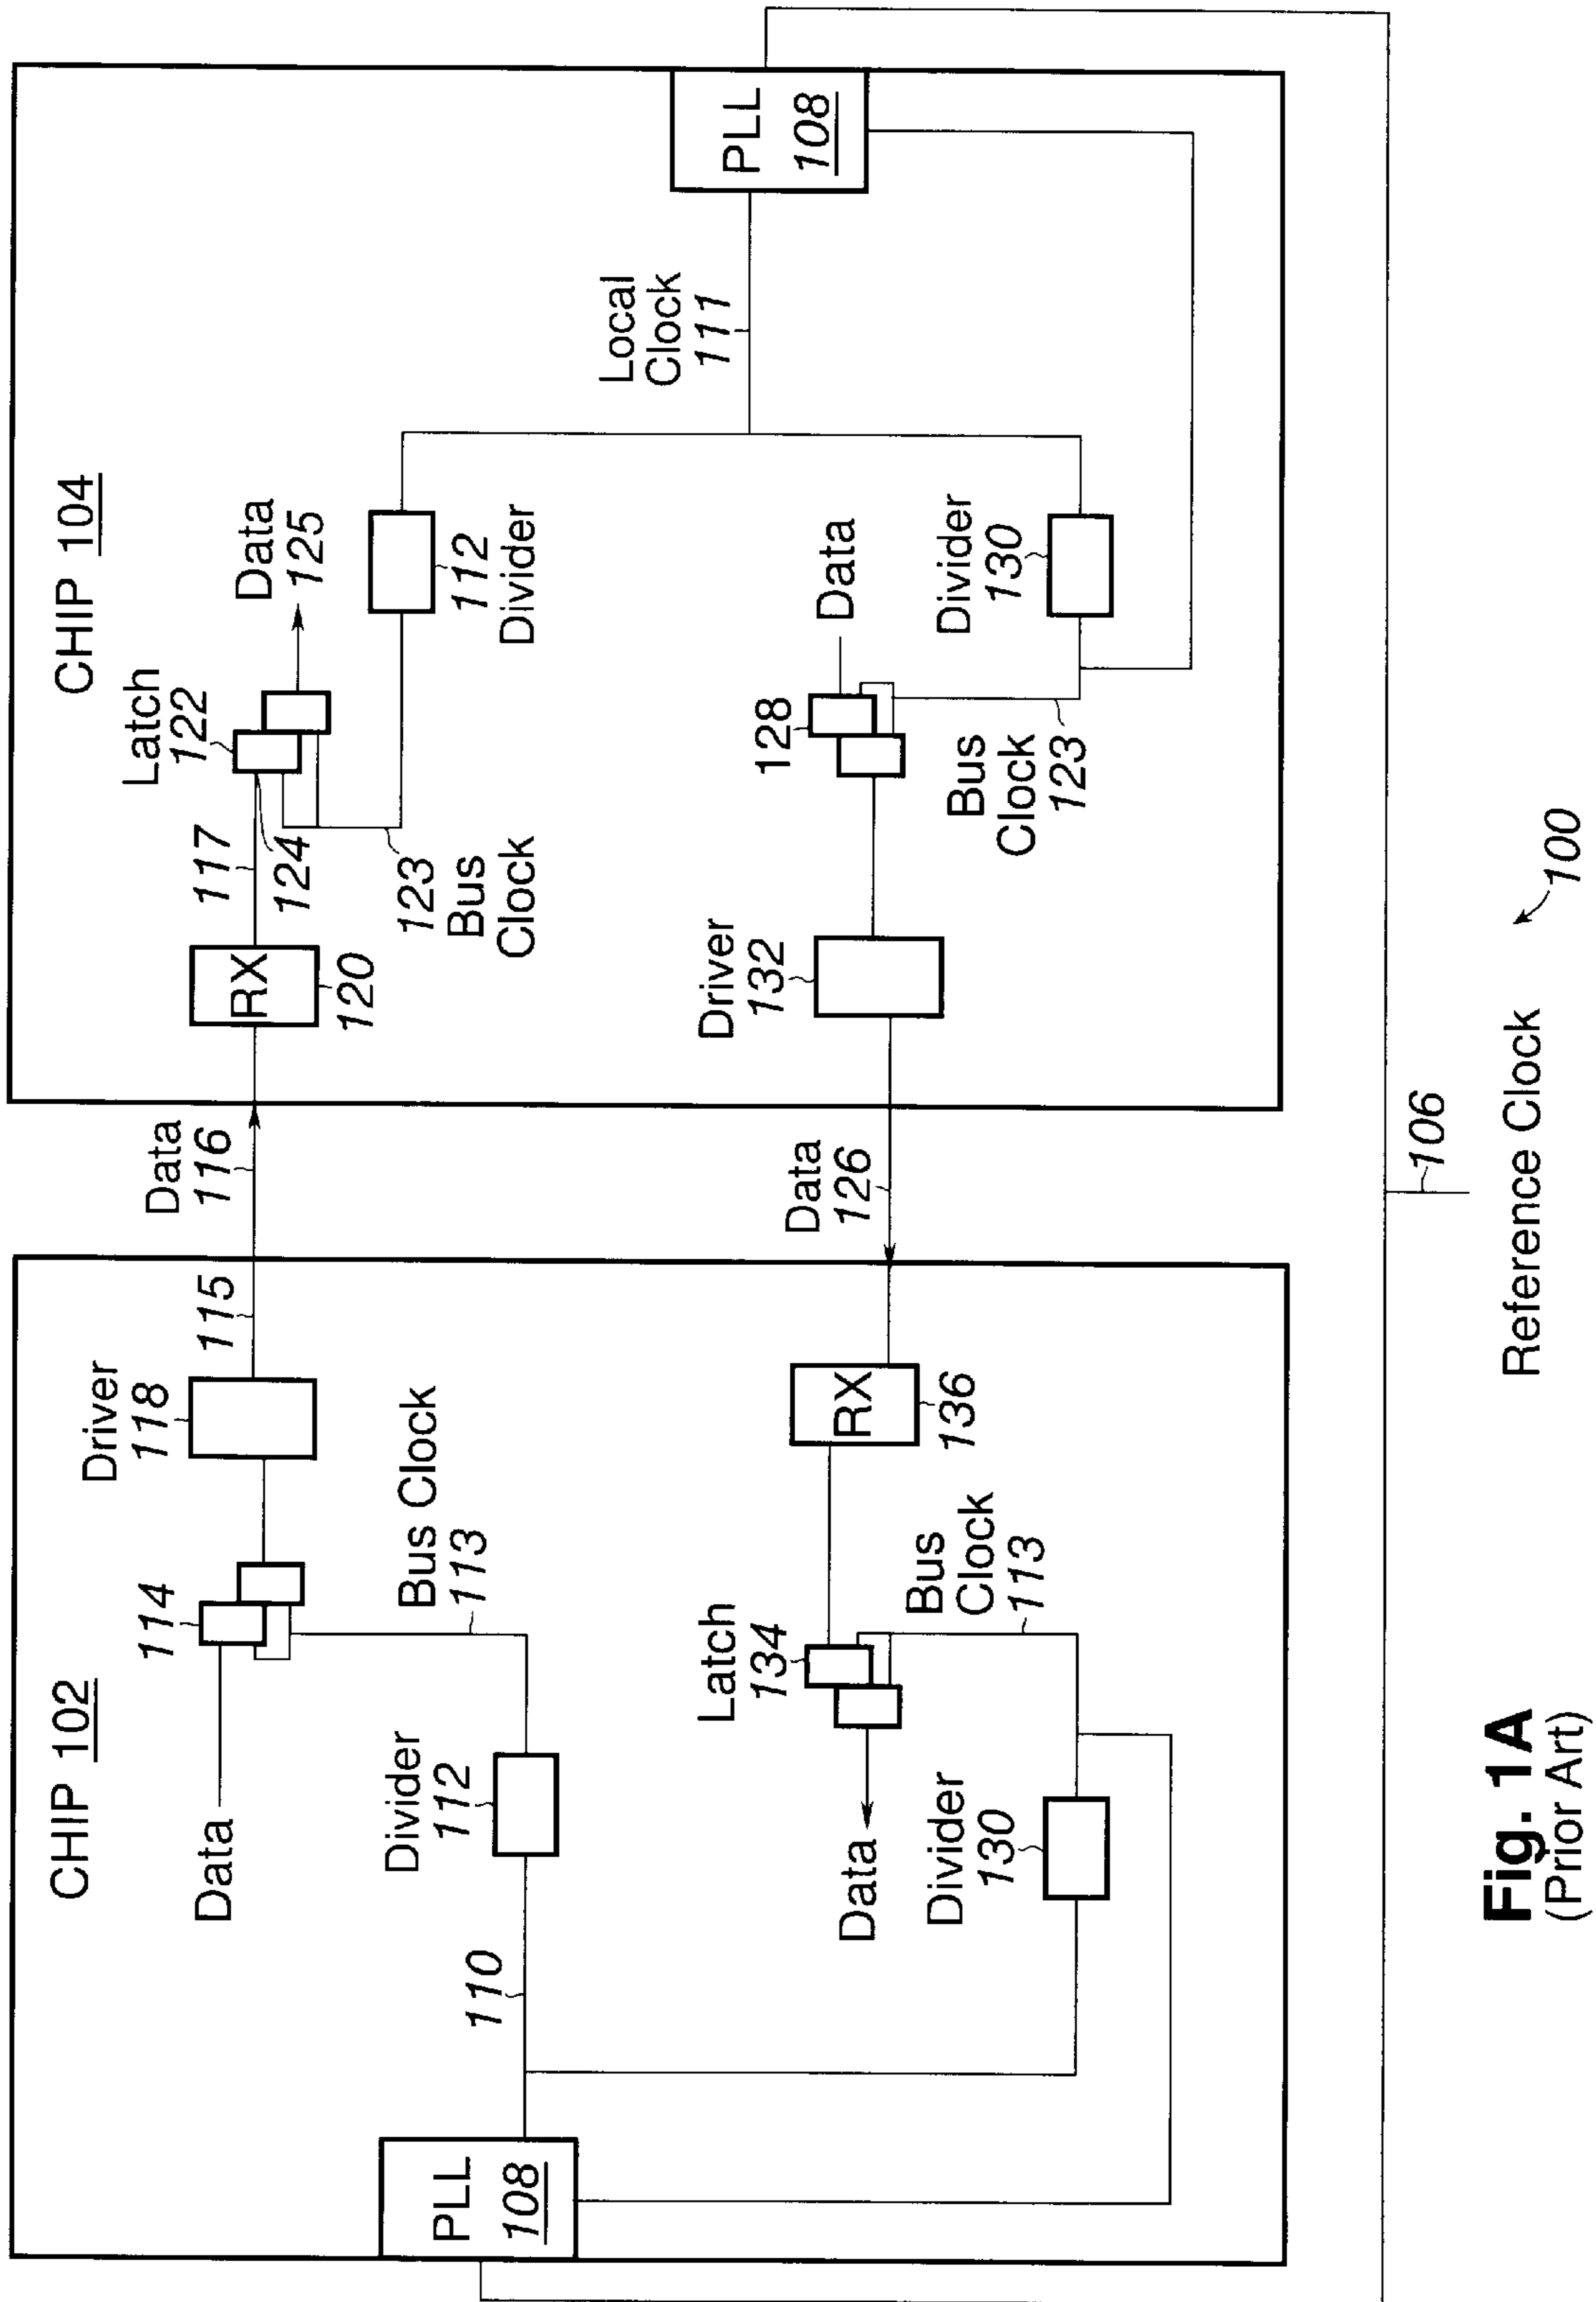 CHIP 102
Data
114
Driver
118
115
Data
116
Divider
112
Bus Clock
113
110
PLL
108
Latch
134
RX
136
Data
126
Data
Bus
Clock
113
Divider
130
CHIP 104
RX
120
117
124
Latch
122
Data
125
123
Bus
Clock
112
Divider
Local
Clock
111
PLL
108
Driver
132
128
Data
Bus
Clock
123
Divider
130
106
Reference Clock
100
Fig. 1A
(Prior Art)